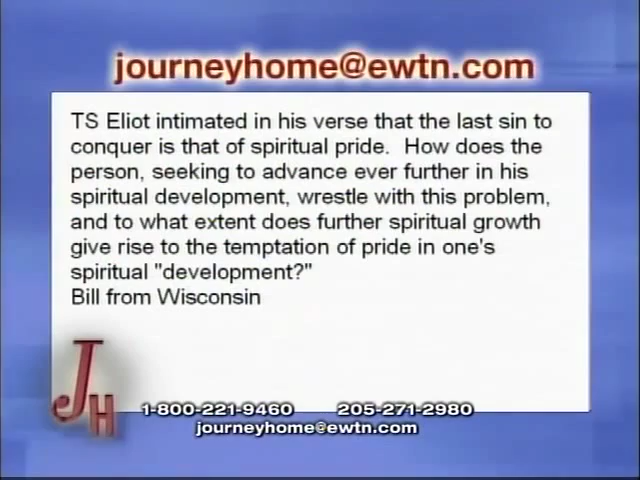 journeyhome@ewtn.com
TS Eliot intimated in his verse that the last sin to
conquer is that of spiritual pride.  How does the
person, seeking to advance ever further in his
spiritual development, wrestle with this problem,
and to what extent does further spiritual growth
give rise to the temptation of pride in one's
spiritual "development?"
Bill from Wisconsin
JH
1-800-221-9460 205-271-2980
journeyhome@ewtn.com